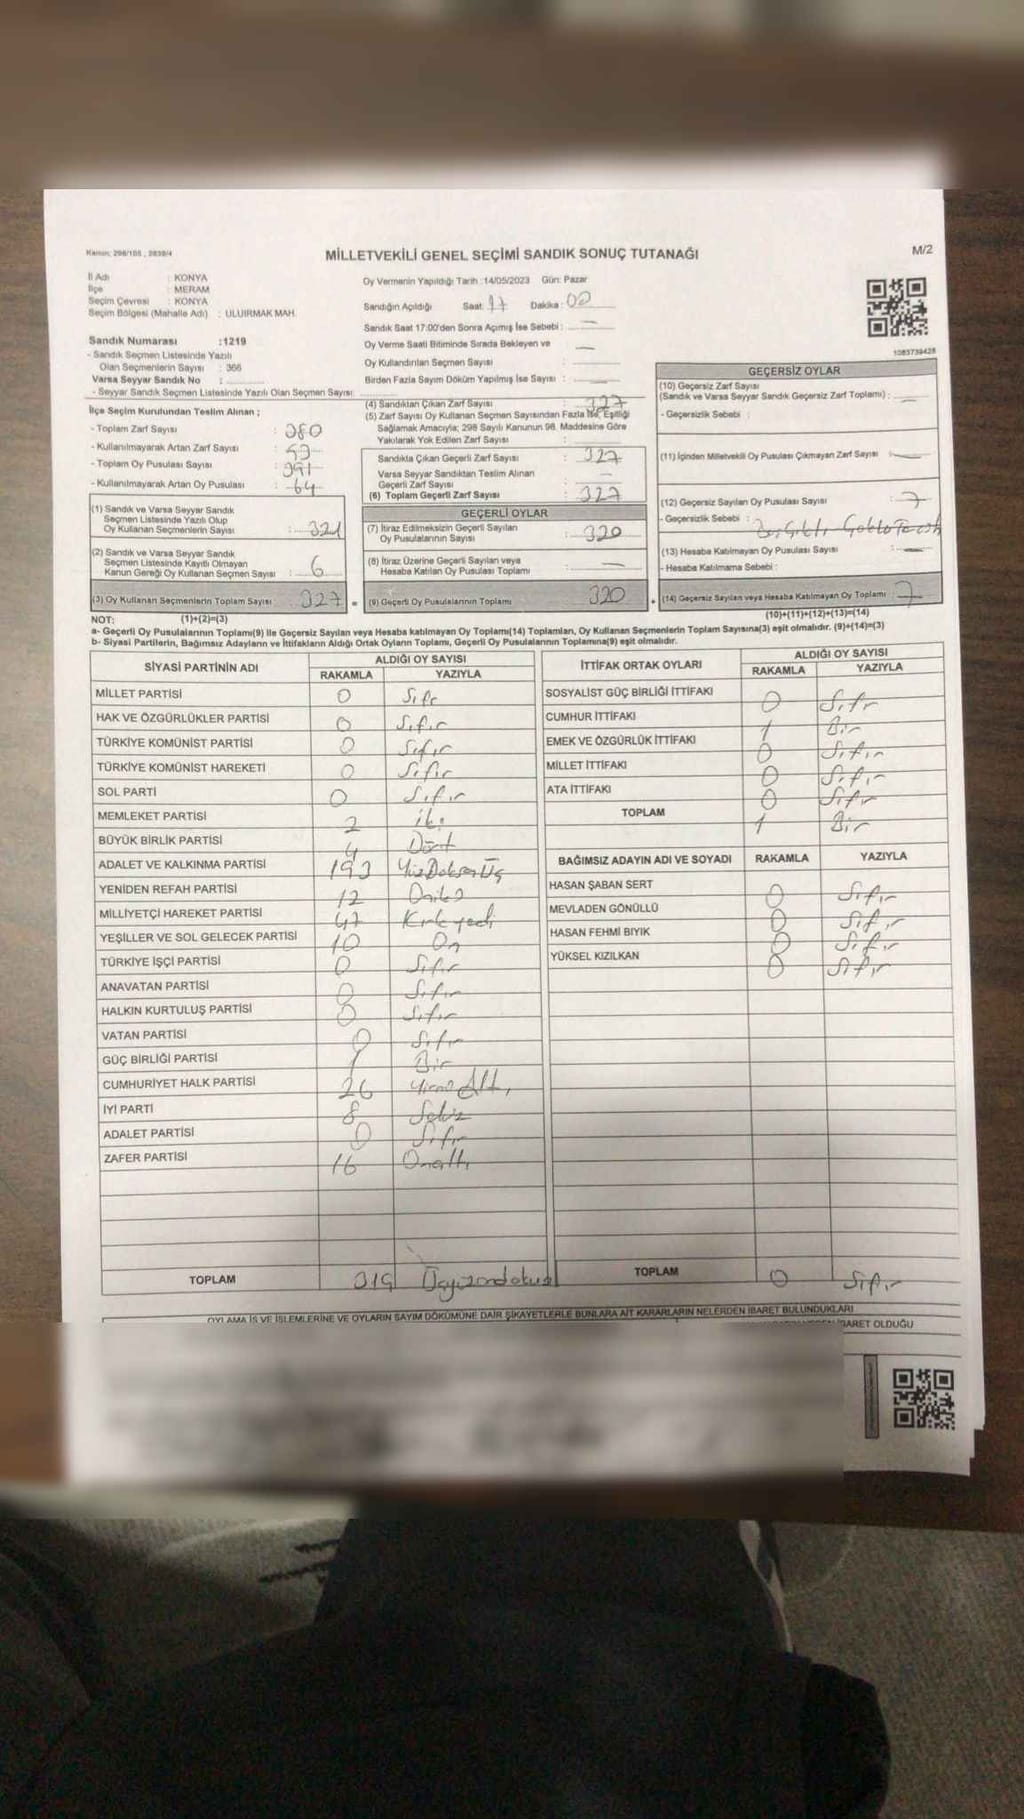 Kanun: 298/105 , 2839/4
MİLLETVEKİLİ GENEL SEÇİMİ SANDIK SONUÇ TUTANAĞI
M/2
İl Adı : KONYA
İlçe : MERAM
Seçim Çevresi : KONYA
Seçim Bölgesi (Mahalle Adı) : ULUIRMAK MAH.
Oy Vermenin Yapıldığı Tarih :14/05/2023 Gün: Pazar
Sandığın Açıldığı Saat: 17 Dakika: 00
Sandık Saat 17:00'den Sonra Açımış İse Sebebi : —
Oy Verme Saati Bitiminde Sırada Bekleyen ve
Oy Kullandırılan Seçmen Sayısı : —
Birden Fazla Sayım Döküm Yapılmış İse Sayısı : —
1085739428
Sandık Numarası :1219
- Sandık Seçmen Listesinde Yazılı
Olan Seçmenlerin Sayısı : 366
Varsa Seyyar Sandık No :
- Seyyar Sandık Seçmen Listesinde Yazılı Olan Seçmen Sayısı:
İlçe Seçim Kurulundan Teslim Alınan ;
- Toplam Zarf Sayısı : 380
- Kullanılmayarak Artan Zarf Sayısı : 53
- Toplam Oy Pusulası Sayısı : 391
- Kullanılmayarak Artan Oy Pusulası : 64
(1) Sandık ve Varsa Seyyar Sandık
Seçmen Listesinde Yazılı Olup
Oy Kullanan Seçmenlerin Sayısı : 321
(2) Sandık ve Varsa Seyyar Sandık
Seçmen Listesinde Kayıtlı Olmayan
Kanun Gereği Oy Kullanan Seçmen Sayısı : 6
(3) Oy Kullanan Seçmenlerin Toplam Sayısı : 327
(4) Sandıktan Çıkan Zarf Sayısı : 327
(5) Zarf Sayısı Oy Kullanan Seçmen Sayısından Fazla İse, Eşitliği
Sağlamak Amacıyla; 298 Sayılı Kanunun 98. Maddesine Göre
Yakılarak Yok Edilen Zarf Sayısı :
Sandıkta Çıkan Geçerli Zarf Sayısı : 327
Varsa Seyyar Sandıktan Teslim Alınan
Geçerli Zarf Sayısı : —
(6) Toplam Geçerli Zarf Sayısı : 327
GEÇERLİ OYLAR
(7) İtiraz Edilmeksizin Geçerli Sayılan
Oy Pusulalarının Sayısı : 320
(8) İtiraz Üzerine Geçerli Sayılan veya
Hesaba Katılan Oy Pusulası Toplamı : —
(9) Geçerli Oy Pusulalarının Toplamı : 320
GEÇERSİZ OYLAR
(10) Geçersiz Zarf Sayısı
(Sandık ve Varsa Seyyar Sandık Geçersiz Zarf Toplamı) : —
- Geçersizlik Sebebi :
(11) İçinden Milletvekili Oy Pusulası Çıkmayan Zarf Sayısı : —
(12) Geçersiz Sayılan Oy Pusulası Sayısı : 7
- Geçersizlik Sebebi :
(13) Hesaba Katılmayan Oy Pusulası Sayısı : —
- Hesaba Katılmama Sebebi :
(14) Geçersiz Sayılan veya Hesaba Katılmayan Oy Toplamı : 7
NOT: (1)+(2)=(3) (10)+(11)+(12)+(13)=(14)
a- Geçerli Oy Pusulalarının Toplamı(9) ile Geçersiz Sayılan veya Hesaba katılmayan Oy Toplamı(14) Toplamları, Oy Kullanan Seçmenlerin Toplam Sayısına(3) eşit olmalıdır. (9)+(14)=(3)
b- Siyasi Partilerin, Bağımsız Adayların ve İttifakların Aldığı Ortak Oyların Toplamı, Geçerli Oy Pusulalarının Toplamına(9) eşit olmalıdır.
SİYASİ PARTİNİN ADI ALDIĞI OY SAYISI
RAKAMLA YAZIYLA
MİLLET PARTİSİ 0 Sıfır
HAK VE ÖZGÜRLÜKLER PARTİSİ 0 Sıfır
TÜRKİYE KOMÜNİST PARTİSİ 0 Sıfır
TÜRKİYE KOMÜNİST HAREKETİ 0 Sıfır
SOL PARTİ 0 Sıfır
MEMLEKET PARTİSİ 2 iki
BÜYÜK BİRLİK PARTİSİ 4 Dört
ADALET VE KALKINMA PARTİSİ 193 YüzDoksanÜç
YENİDEN REFAH PARTİSİ 12 Oniki
MİLLİYETÇİ HAREKET PARTİSİ 47 Kırkyedi
YEŞİLLER VE SOL GELECEK PARTİSİ 10 On
TÜRKİYE İŞÇİ PARTİSİ 0 Sıfır
ANAVATAN PARTİSİ 0 Sıfır
HALKIN KURTULUŞ PARTİSİ 0 Sıfır
VATAN PARTİSİ 0 Sıfır
GÜÇ BİRLİĞİ PARTİSİ 1 Bir
CUMHURİYET HALK PARTİSİ 26 Yirmi Altı
İYİ PARTİ 8 Sekiz
ADALET PARTİSİ 0 Sıfır
ZAFER PARTİSİ 16 Onaltı
TOPLAM 319 Üçyüzondokuz
İTTİFAK ORTAK OYLARI ALDIĞI OY SAYISI
RAKAMLA YAZIYLA
SOSYALİST GÜÇ BİRLİĞİ İTTİFAKI 0 Sıfır
CUMHUR İTTİFAKI 1 Bir
EMEK VE ÖZGÜRLÜK İTTİFAKI 0 Sıfır
MİLLET İTTİFAKI 0 Sıfır
ATA İTTİFAKI 0 Sıfır
TOPLAM 1 Bir
BAĞIMSIZ ADAYIN ADI VE SOYADI RAKAMLA YAZIYLA
HASAN ŞABAN SERT 0 Sıfır
MEVLADEN GÖNÜLLÜ 0 Sıfır
HASAN FEHMİ BIYIK 0 Sıfır
YÜKSEL KIZILKAN 0 Sıfır
TOPLAM 0 Sıfır
OYLAMA İŞ VE İŞLEMLERİNE VE OYLARIN SAYIM DÖKÜMÜNE DAİR ŞİKAYETLERLE BUNLARA AİT KARARLARIN NELERDEN İBARET BULUNDUKLARI
İBARET OLDUĞU